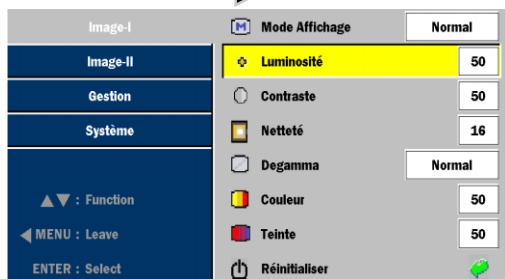 Image-I
Image-II
Gestion
Système
▲▼ : Function
◀ MENU : Leave
ENTER : Select
M Mode Affichage Normal
Luminosité 50
Contraste 50
Netteté 16
Degamma Normal
Couleur 50
Teinte 50
Réinitialiser